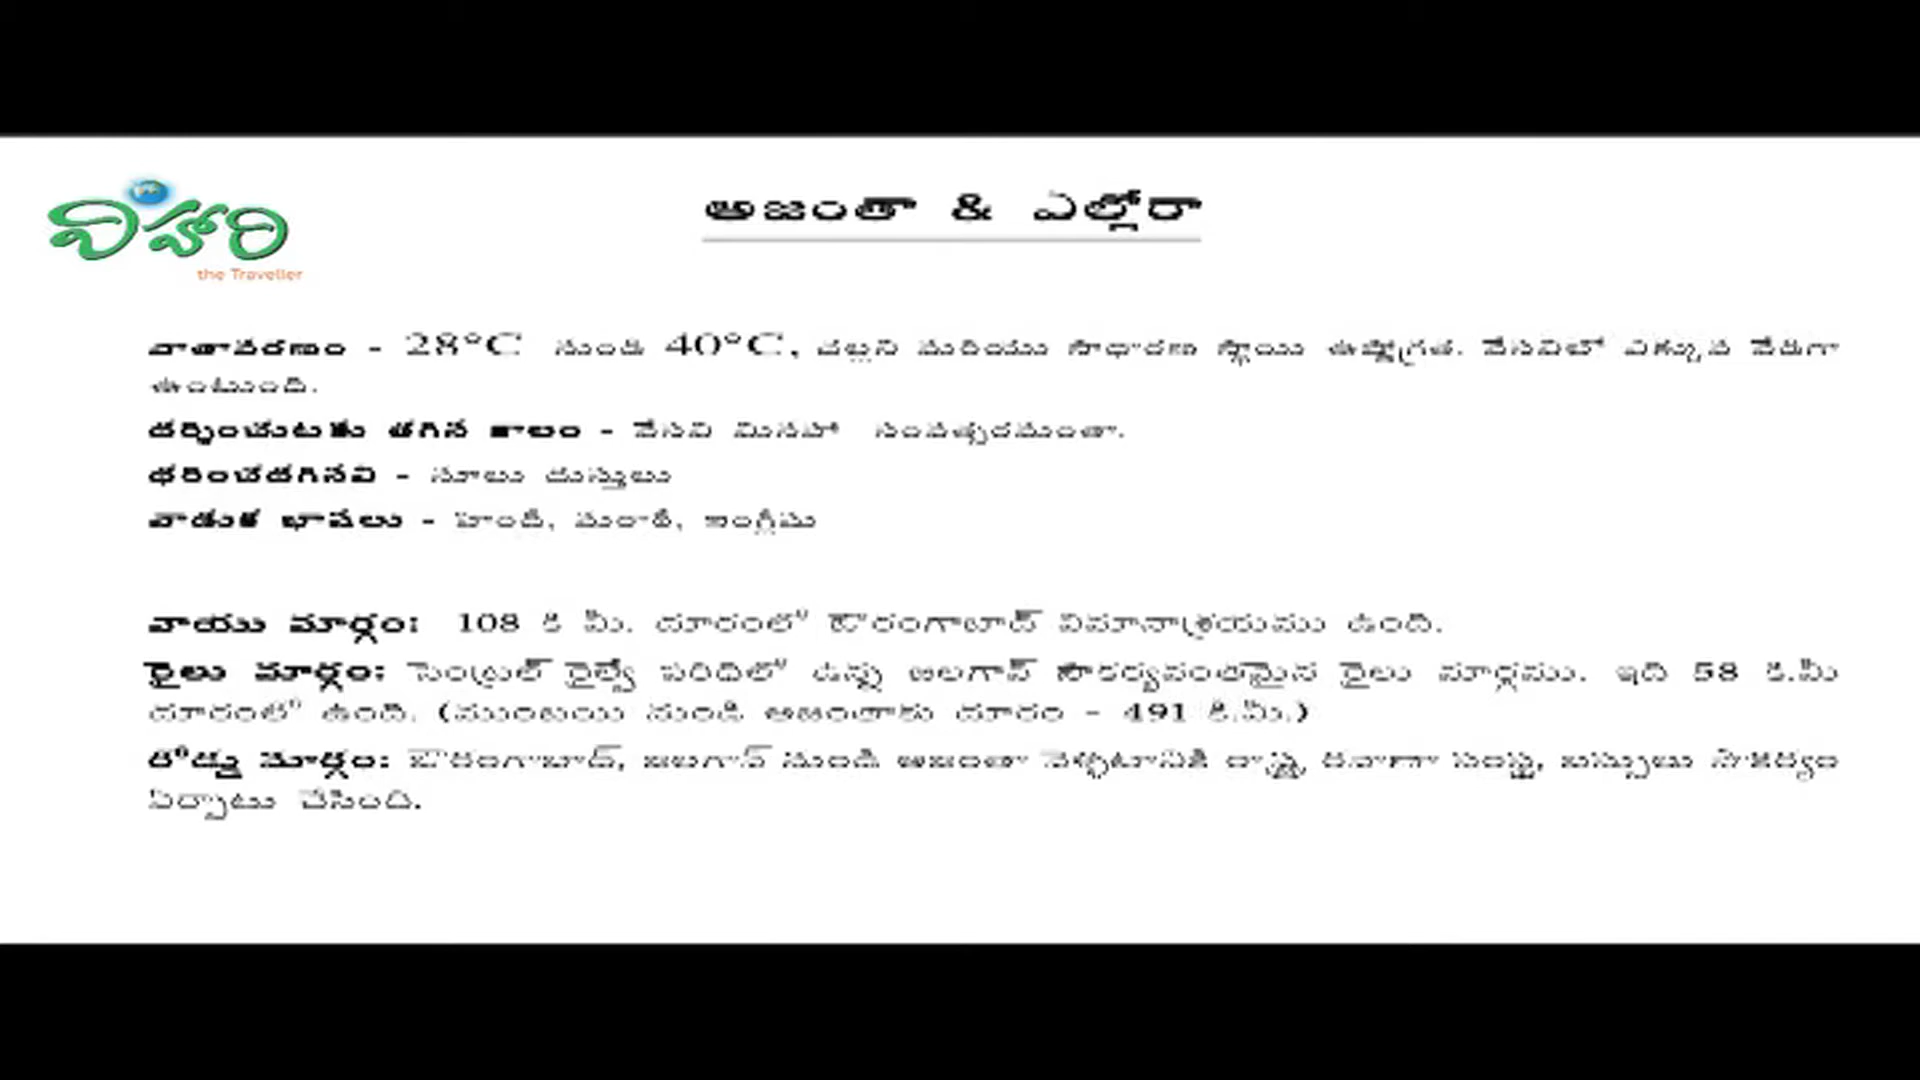 విహారి
the Traveller
అజంతా & ఎల్లోరా
వాతావరణం - 28°C నుండి 40°C, చల్లని మరియు సాధారణ స్థాయి ఉష్ణోగ్రత. వేసవిలో ఎక్కువ వేడిగా
ఉంటుంది.
దర్శించుటకు తగిన కాలం - వేసవి మినహా సంవత్సరమంతా.
ధరించతగినవి - నూలు దుస్తులు
వాడుక భాషలు - హిందీ, మరాఠీ, ఇంగ్లీషు
వాయు మార్గం: 108 కి మీ. దూరంలో ఔరంగాబాద్ విమానాశ్రయము ఉంది.
రైలు మార్గం: సెంట్రల్ రైల్వే పరిధిలో ఉన్న జలగావ్ సౌకర్యవంతమైన రైలు మార్గము. ఇది 58 కి.మీ
దూరంలో ఉంది. (ముంబయి నుండి అజంతాకు దూరం - 491 కి.మీ.)
రోడ్డు మార్గం: ఔరంగాబాద్, జలగావ్ నుండి అజంతా వెళ్ళటానికి రాష్ట్ర రవాణా సంస్థ, బస్సులు సౌకర్యం
ఏర్పాటు చేసింది.